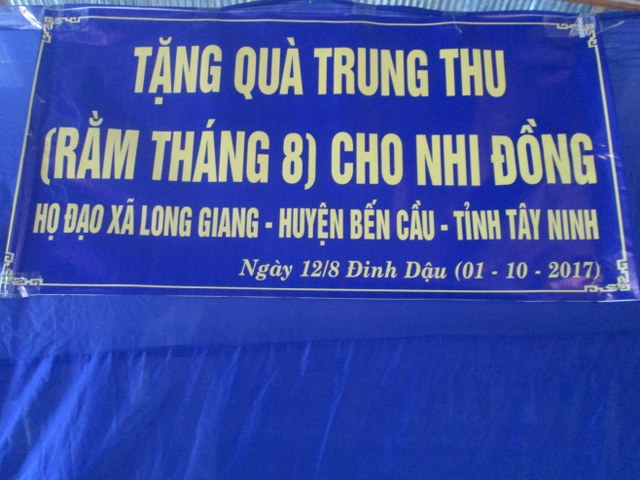 TẶNG QUÀ TRUNG THU
(RẰM THÁNG 8) CHO NHI ĐỒNG
HỌ ĐẠO XÃ LONG GIANG - HUYỆN BẾN CẦU - TỈNH TÂY NINH
Ngày 12/8 Đinh Dậu (01 - 10 - 2017)